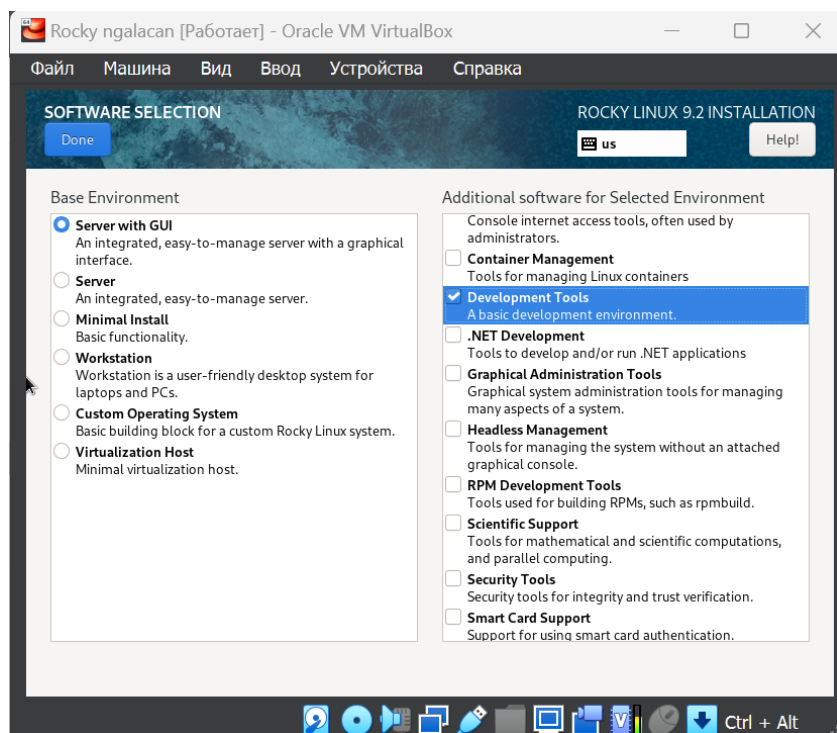 Rocky ngalacan [Работает] - Oracle VM VirtualBox
Файл Машина Вид Ввод Устройства Справка
SOFTWARE SELECTION
Done
ROCKY LINUX 9.2 INSTALLATION
us
Help!
Base Environment
Server with GUI
An integrated, easy-to-manage server with a graphical
interface.
Server
An integrated, easy-to-manage server.
Minimal Install
Basic functionality.
Workstation
Workstation is a user-friendly desktop system for
laptops and PCs.
Custom Operating System
Basic building block for a custom Rocky Linux system.
Virtualization Host
Minimal virtualization host.
Additional software for Selected Environment
Console internet access tools, often used by
administrators.
Container Management
Tools for managing Linux containers
Development Tools
A basic development environment.
.NET Development
Tools to develop and/or run .NET applications
Graphical Administration Tools
Graphical system administration tools for managing
many aspects of a system.
Headless Management
Tools for managing the system without an attached
graphical console.
RPM Development Tools
Tools used for building RPMs, such as rpmbuild.
Scientific Support
Tools for mathematical and scientific computations,
and parallel computing.
Security Tools
Security tools for integrity and trust verification.
Smart Card Support
Support for using smart card authentication.
Ctrl + Alt